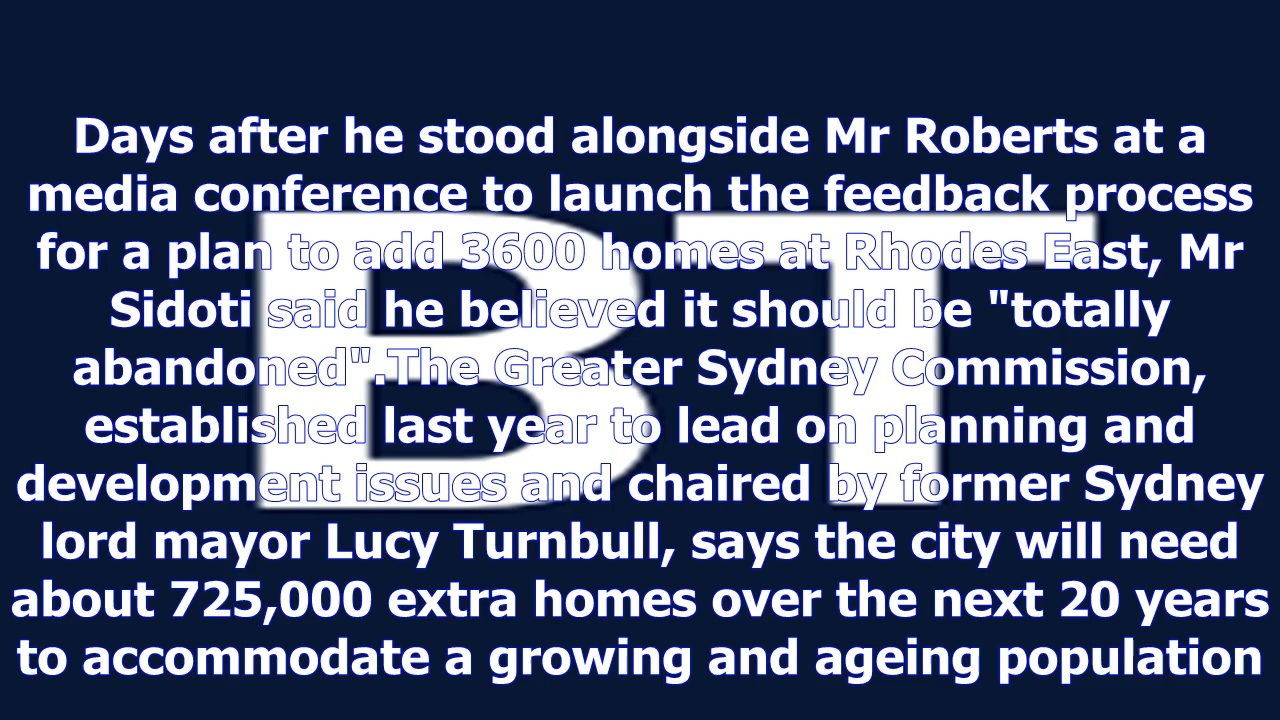 Days after he stood alongside Mr Roberts at a
media conference to launch the feedback process
for a plan to add 3600 homes at Rhodes East, Mr
Sidoti said he believed it should be "totally
abandoned".The Greater Sydney Commission,
established last year to lead on planning and
development issues and chaired by former Sydney
lord mayor Lucy Turnbull, says the city will need
about 725,000 extra homes over the next 20 years
to accommodate a growing and ageing population
BT